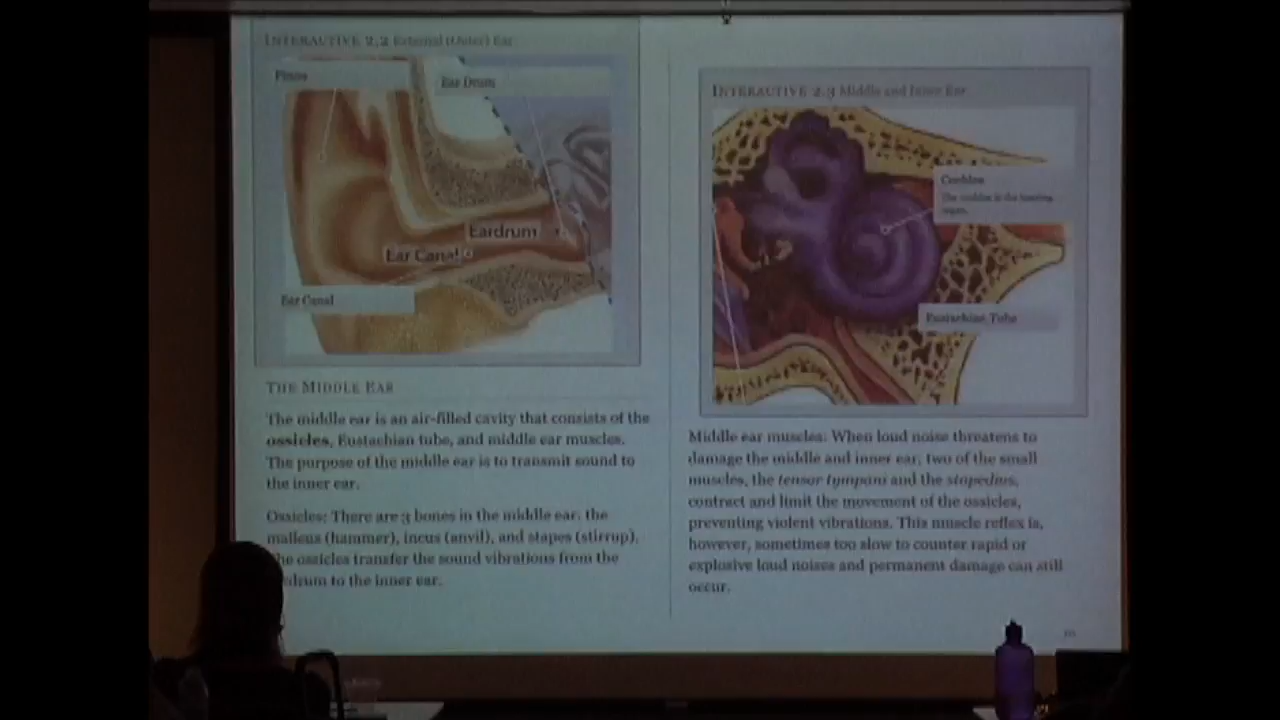 INTERACTIVE 2.2 External (Outer) Ear
Pinna
Ear Drum
Eardrum
Ear Canal
Ear Canal
THE MIDDLE EAR
The middle ear is an air-filled cavity that consists of the
ossicles, Eustachian tube, and middle ear muscles.
The purpose of the middle ear is to transmit sound to
the inner ear.
Ossicles: There are 3 bones in the middle ear, the
malleus (hammer), incus (anvil), and stapes (stirrup).
The ossicles transfer the sound vibrations from the
eardrum to the inner ear.
INTERACTIVE 2.3 Middle and Inner Ear
Cochlea
The cochlea is the hearing
organ.
Eustachian Tube
Middle ear muscles: When loud noise threatens to
damage the middle and inner ear, two of the small
muscles, the tensor tympani and the stapedius,
contract and limit the movement of the ossicles,
preventing violent vibrations. This muscle reflex is,
however, sometimes too slow to counter rapid or
explosive loud noises and permanent damage can still
occur.